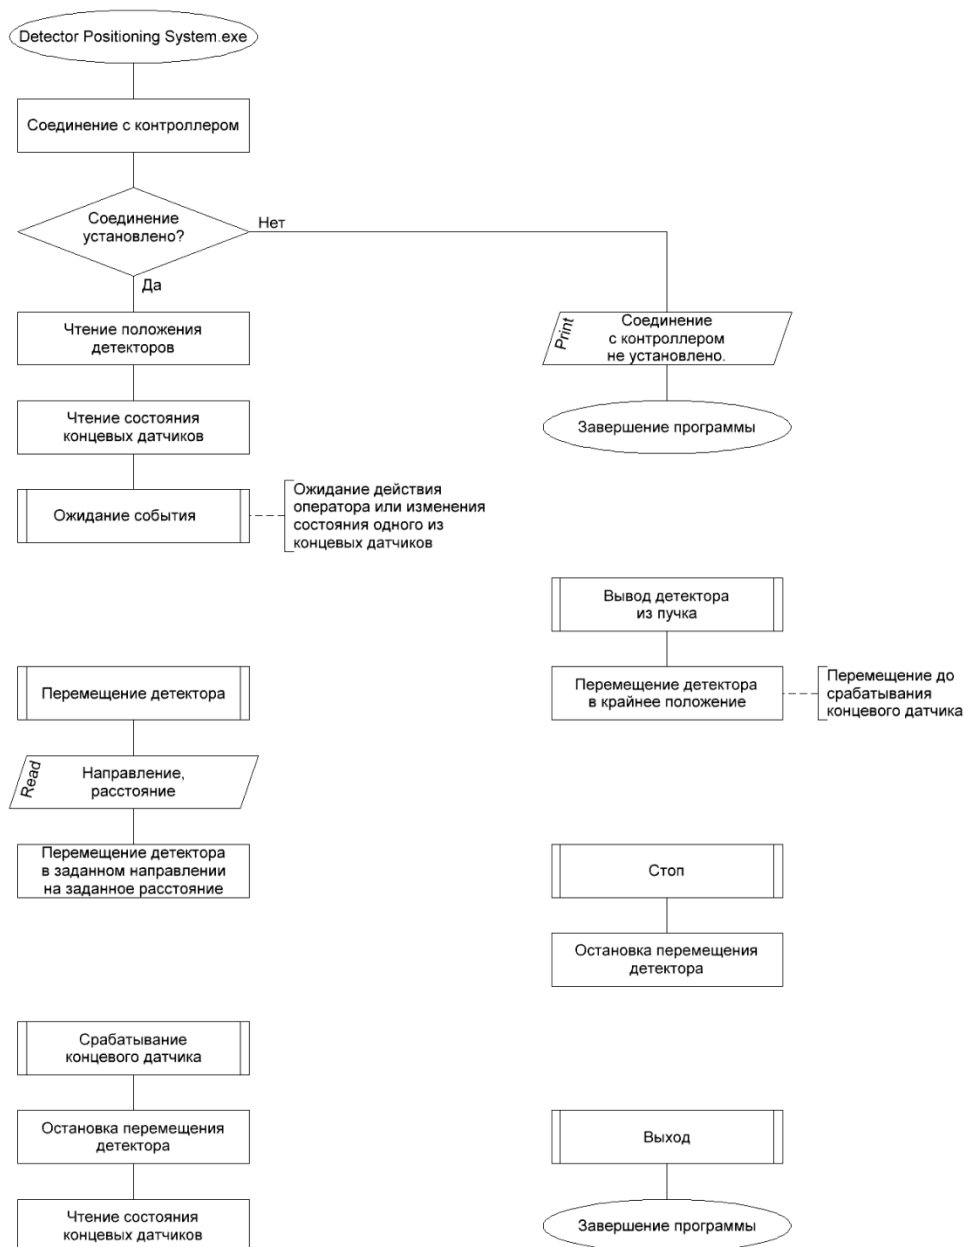 Detector Positioning System.exe
Соединение с контроллером
Соединение
установлено?
Нет
Да
Чтение положения
детекторов
Print
Соединение
с контроллером
не установлено.
Чтение состояния
концевых датчиков
Завершение программы
Ожидание события
Ожидание действия
оператора или изменения
состояния одного из
концевых датчиков
Вывод детектора
из пучка
Перемещение детектора
Перемещение детектора
в крайнее положение
Перемещение до
срабатывания
концевого датчика
Read
Направление,
расстояние
Перемещение детектора
в заданном направлении
на заданное расстояние
Стоп
Остановка перемещения
детектора
Срабатывание
концевого датчика
Остановка перемещения
детектора
Выход
Чтение состояния
концевых датчиков
Завершение программы